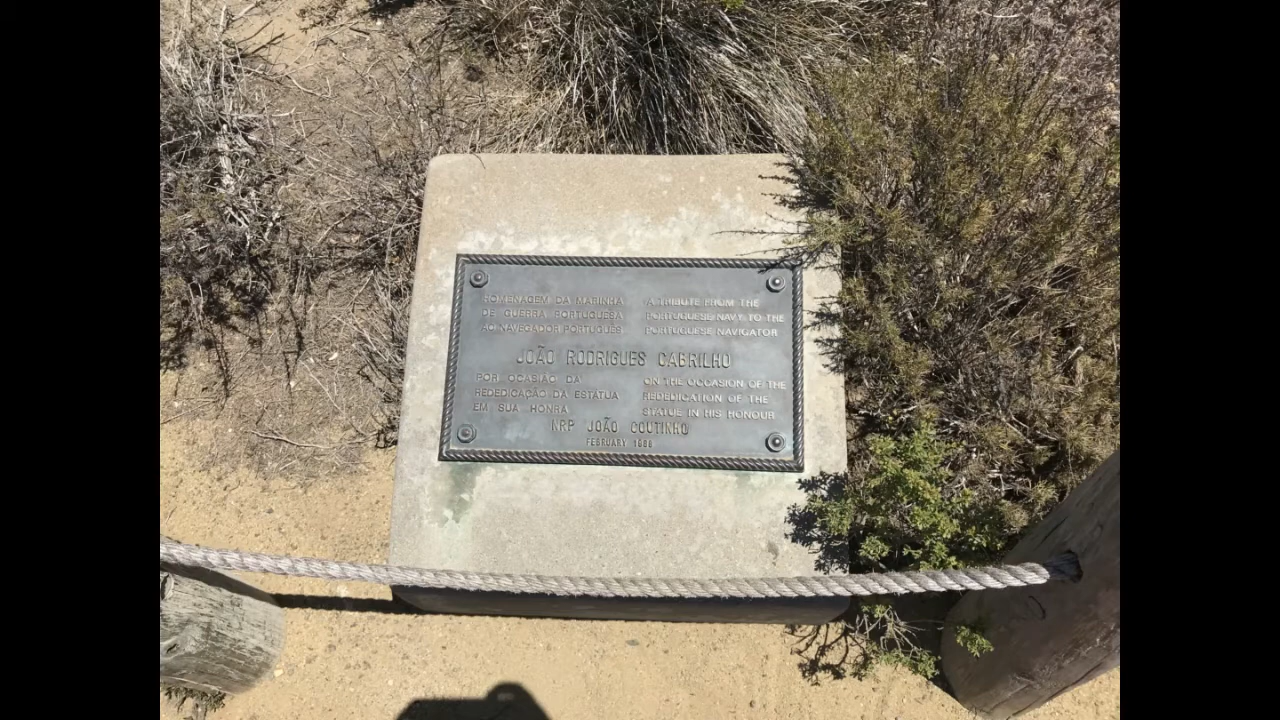 HOMENAGEM DA MARINHA
DE GUERRA PORTUGUESA
AO NAVEGADOR PORTUGUÊS
A TRIBUTE FROM THE
PORTUGUESE NAVY TO THE
PORTUGUESE NAVIGATOR
JOÃO RODRIGUES CABRILHO
POR OCASIÃO DA
REDEDICAÇÃO DA ESTATUA
EM SUA HONRA
ON THE OCCASION OF THE
REDEDICATION OF THE
STATUE IN HIS HONOUR
NRP JOÃO COUTINHO
FEBRUARY 1988